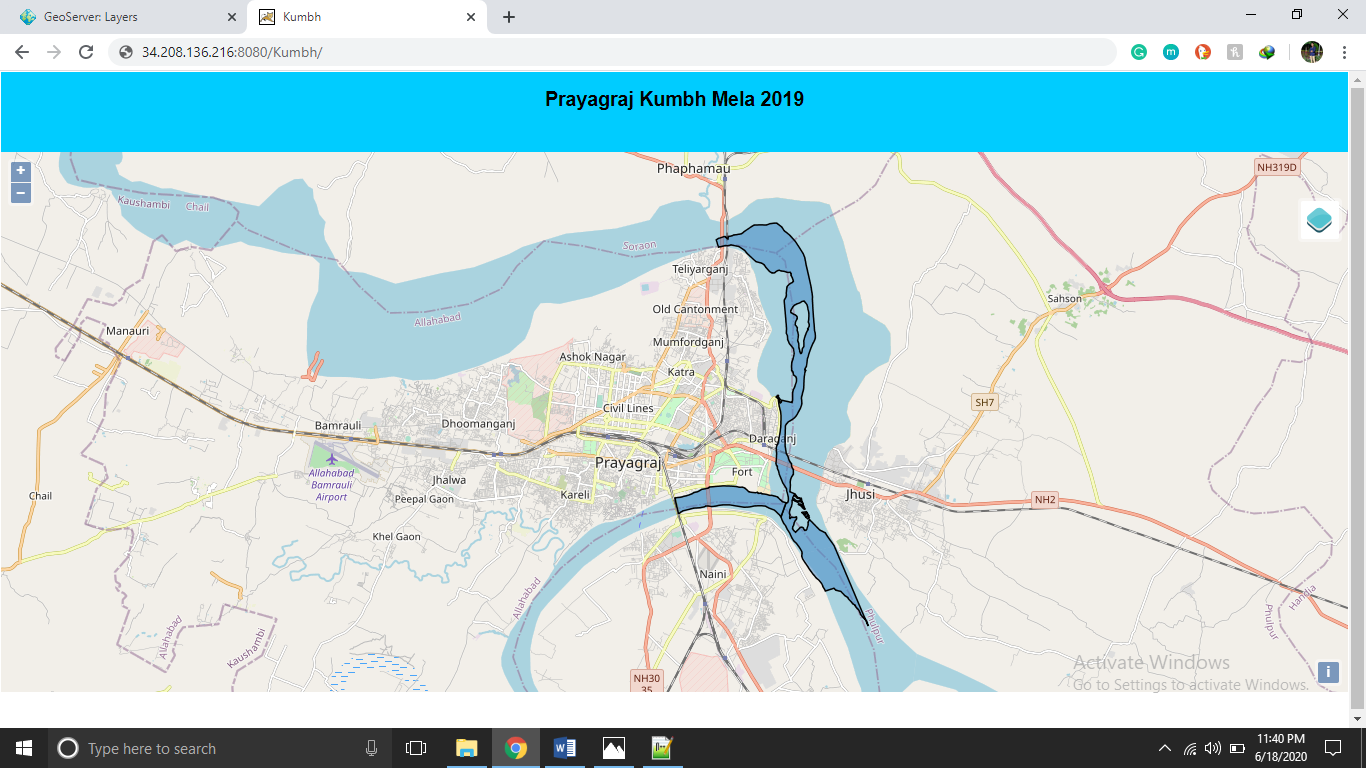 GeoServer: Layers
Kumbh
34.208.136.216:8080/Kumbh/
Prayagraj Kumbh Mela 2019
+
−
Phaphamau
NH319D
Kaushambi
Chail
Soraon
Teliyarganj
Sahson
Old Cantonment
Allahabad
Manauri
Mumfordganj
Ashok Nagar
Katra
SH7
Civil Lines
Bamrauli
Dhoomanganj
Daraganj
Prayagraj
Fort
Allahabad
Bamrauli
Airport
Jhalwa
Chail
Peepal Gaon
Kareli
Jhusi
NH2
Khel Gaon
Naini
Allahabad
Handia
Phulpur
Phulpur
Allahabad
Kaushambi
NH30
35
Activate Windows
Go to Settings to activate Windows.
i
Type here to search
11:40 PM
6/18/2020